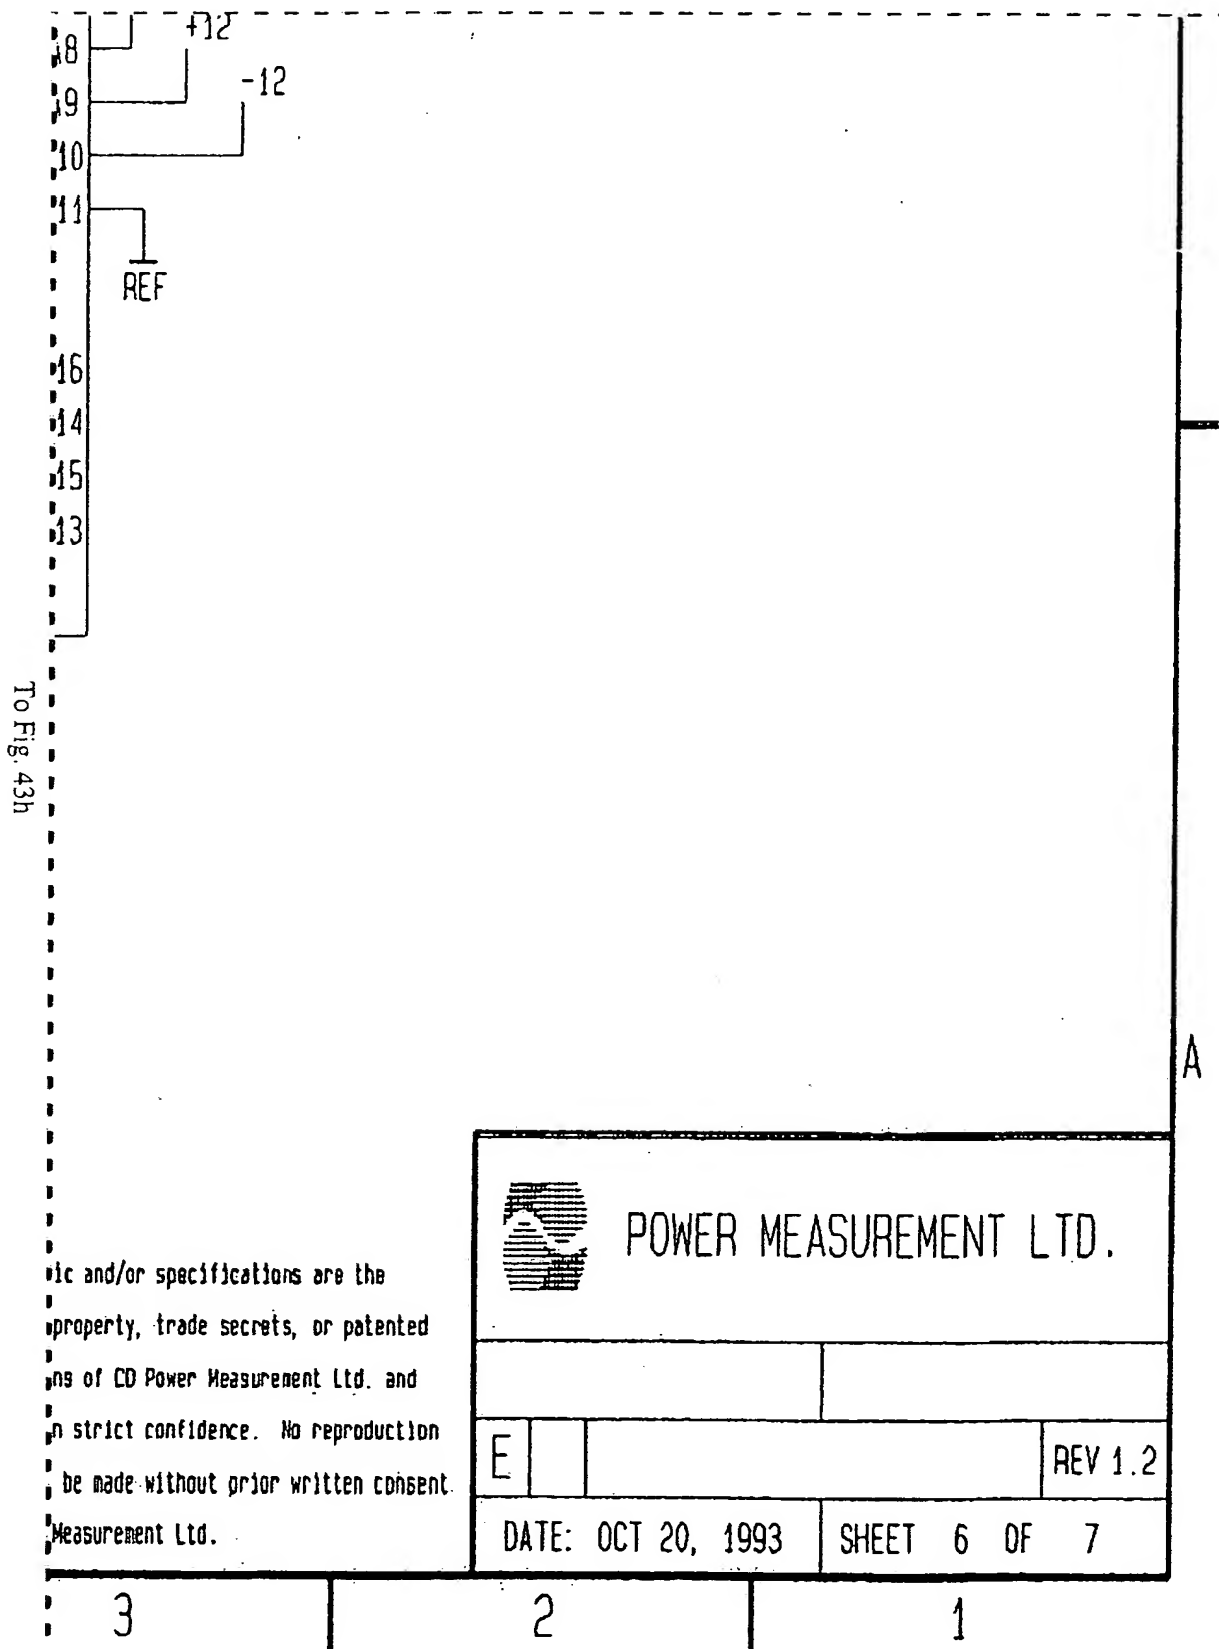 +12
A8
-12
A9
10
11
REF
16
14
15
13
To Fig. 43h
A
POWER MEASUREMENT LTD.
ic and/or specifications are the
property, trade secrets, or patented
ns of CD Power Measurement Ltd. and
n strict confidence. No reproduction
be made without prior written consent
Measurement Ltd.
E
REV 1.2
DATE: OCT 20, 1993
SHEET 6 OF 7
3
2
1